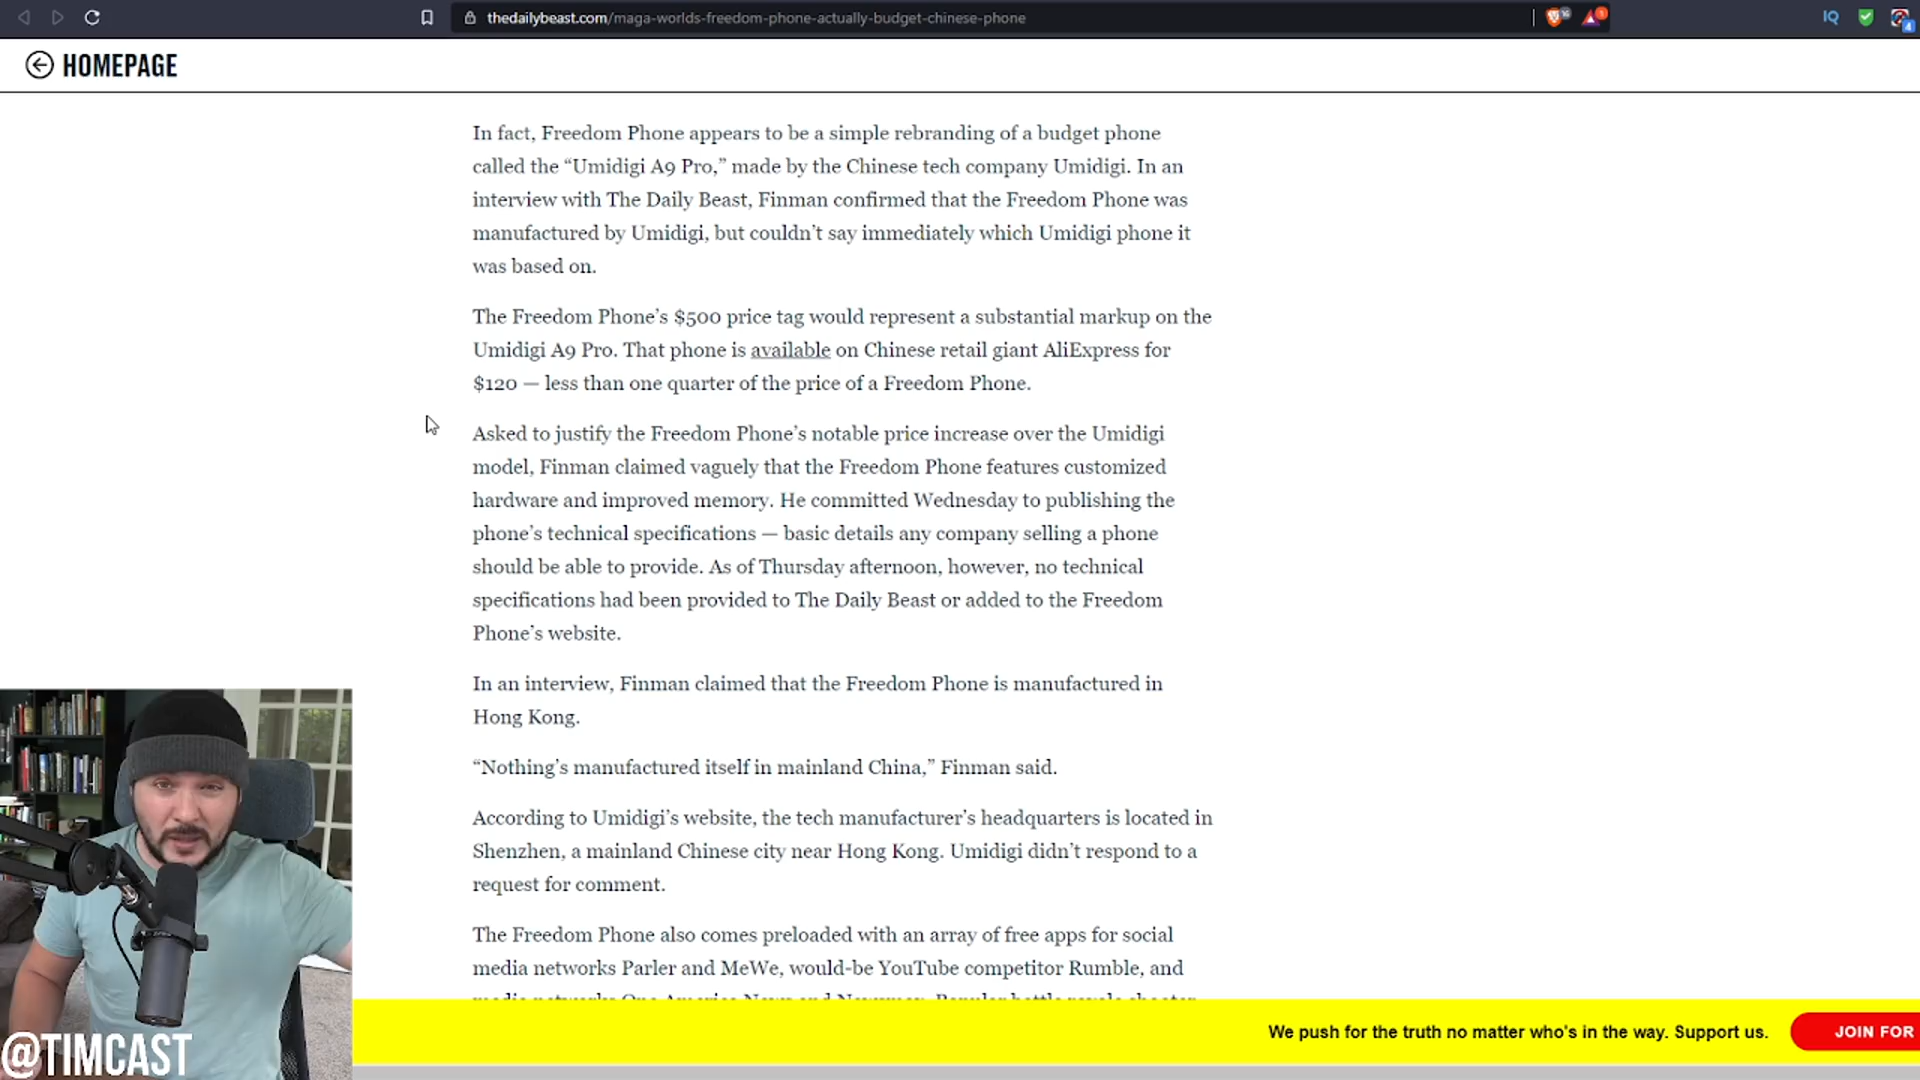 thedailybeast.com/maga-worlds-freedom-phone-actually-budget-chinese-phone
IQ
HOMEPAGE
In fact, Freedom Phone appears to be a simple rebranding of a budget phone
called the “Umidigi A9 Pro,” made by the Chinese tech company Umidigi. In an
interview with The Daily Beast, Finman confirmed that the Freedom Phone was
manufactured by Umidigi, but couldn’t say immediately which Umidigi phone it
was based on.
The Freedom Phone’s $500 price tag would represent a substantial markup on the
Umidigi A9 Pro. That phone is available on Chinese retail giant AliExpress for
$120 — less than one quarter of the price of a Freedom Phone.
Asked to justify the Freedom Phone’s notable price increase over the Umidigi
model, Finman claimed vaguely that the Freedom Phone features customized
hardware and improved memory. He committed Wednesday to publishing the
phone’s technical specifications — basic details any company selling a phone
should be able to provide. As of Thursday afternoon, however, no technical
specifications had been provided to The Daily Beast or added to the Freedom
Phone’s website.
In an interview, Finman claimed that the Freedom Phone is manufactured in
Hong Kong.
“Nothing’s manufactured itself in mainland China,” Finman said.
According to Umidigi’s website, the tech manufacturer’s headquarters is located in
Shenzhen, a mainland Chinese city near Hong Kong. Umidigi didn’t respond to a
request for comment.
The Freedom Phone also comes preloaded with an array of free apps for social
media networks Parler and MeWe, would-be YouTube competitor Rumble, and
We push for the truth no matter who's in the way. Support us.
JOIN FOR
@TIMCAST